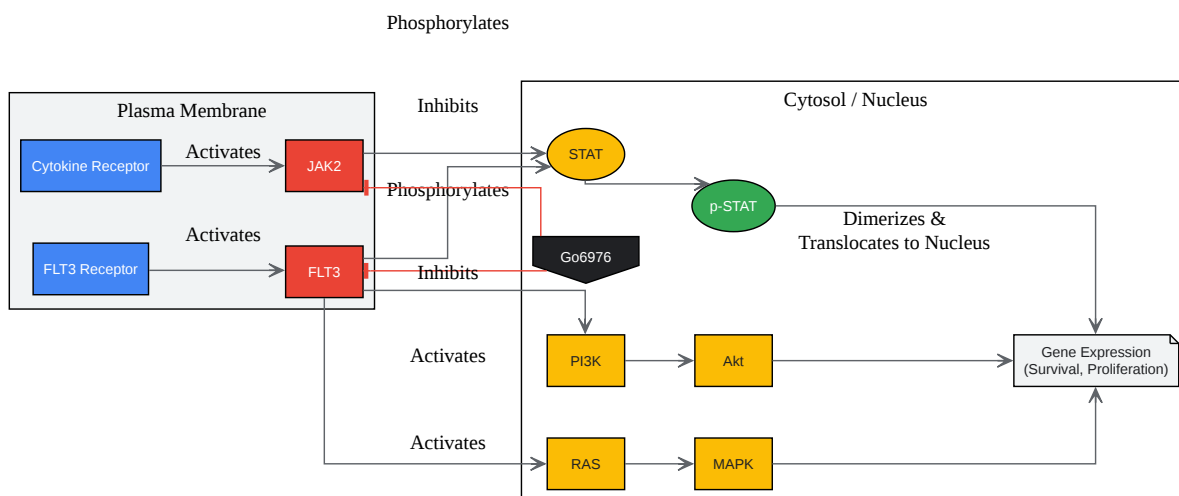 Phosphorylates
Plasma Membrane
Inhibits
Cytosol / Nucleus
Cytokine Receptor
Activates
JAK2
STAT
Phosphorylates
p-STAT
FLT3 Receptor
Activates
FLT3
Inhibits
Go6976
Dimerizes &
Translocates to Nucleus
Activates
PI3K
Akt
Gene Expression
(Survival, Proliferation)
Activates
RAS
MAPK